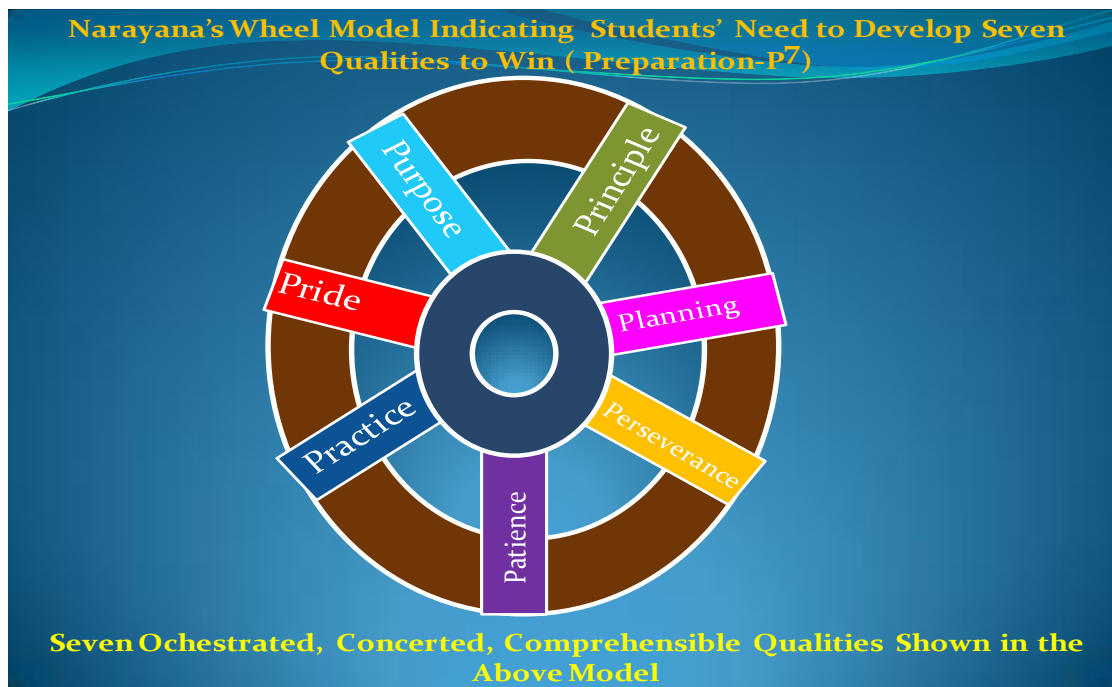 Narayana's Wheel Model Indicating Students' Need to Develop Seven
Qualities to Win ( Preparation-P7)
Purpose
Principle
Pride
Planning
Practice
Perseverance
Patience
Seven Ochestrated, Concerted, Comprehensible Qualities Shown in the
Above Model